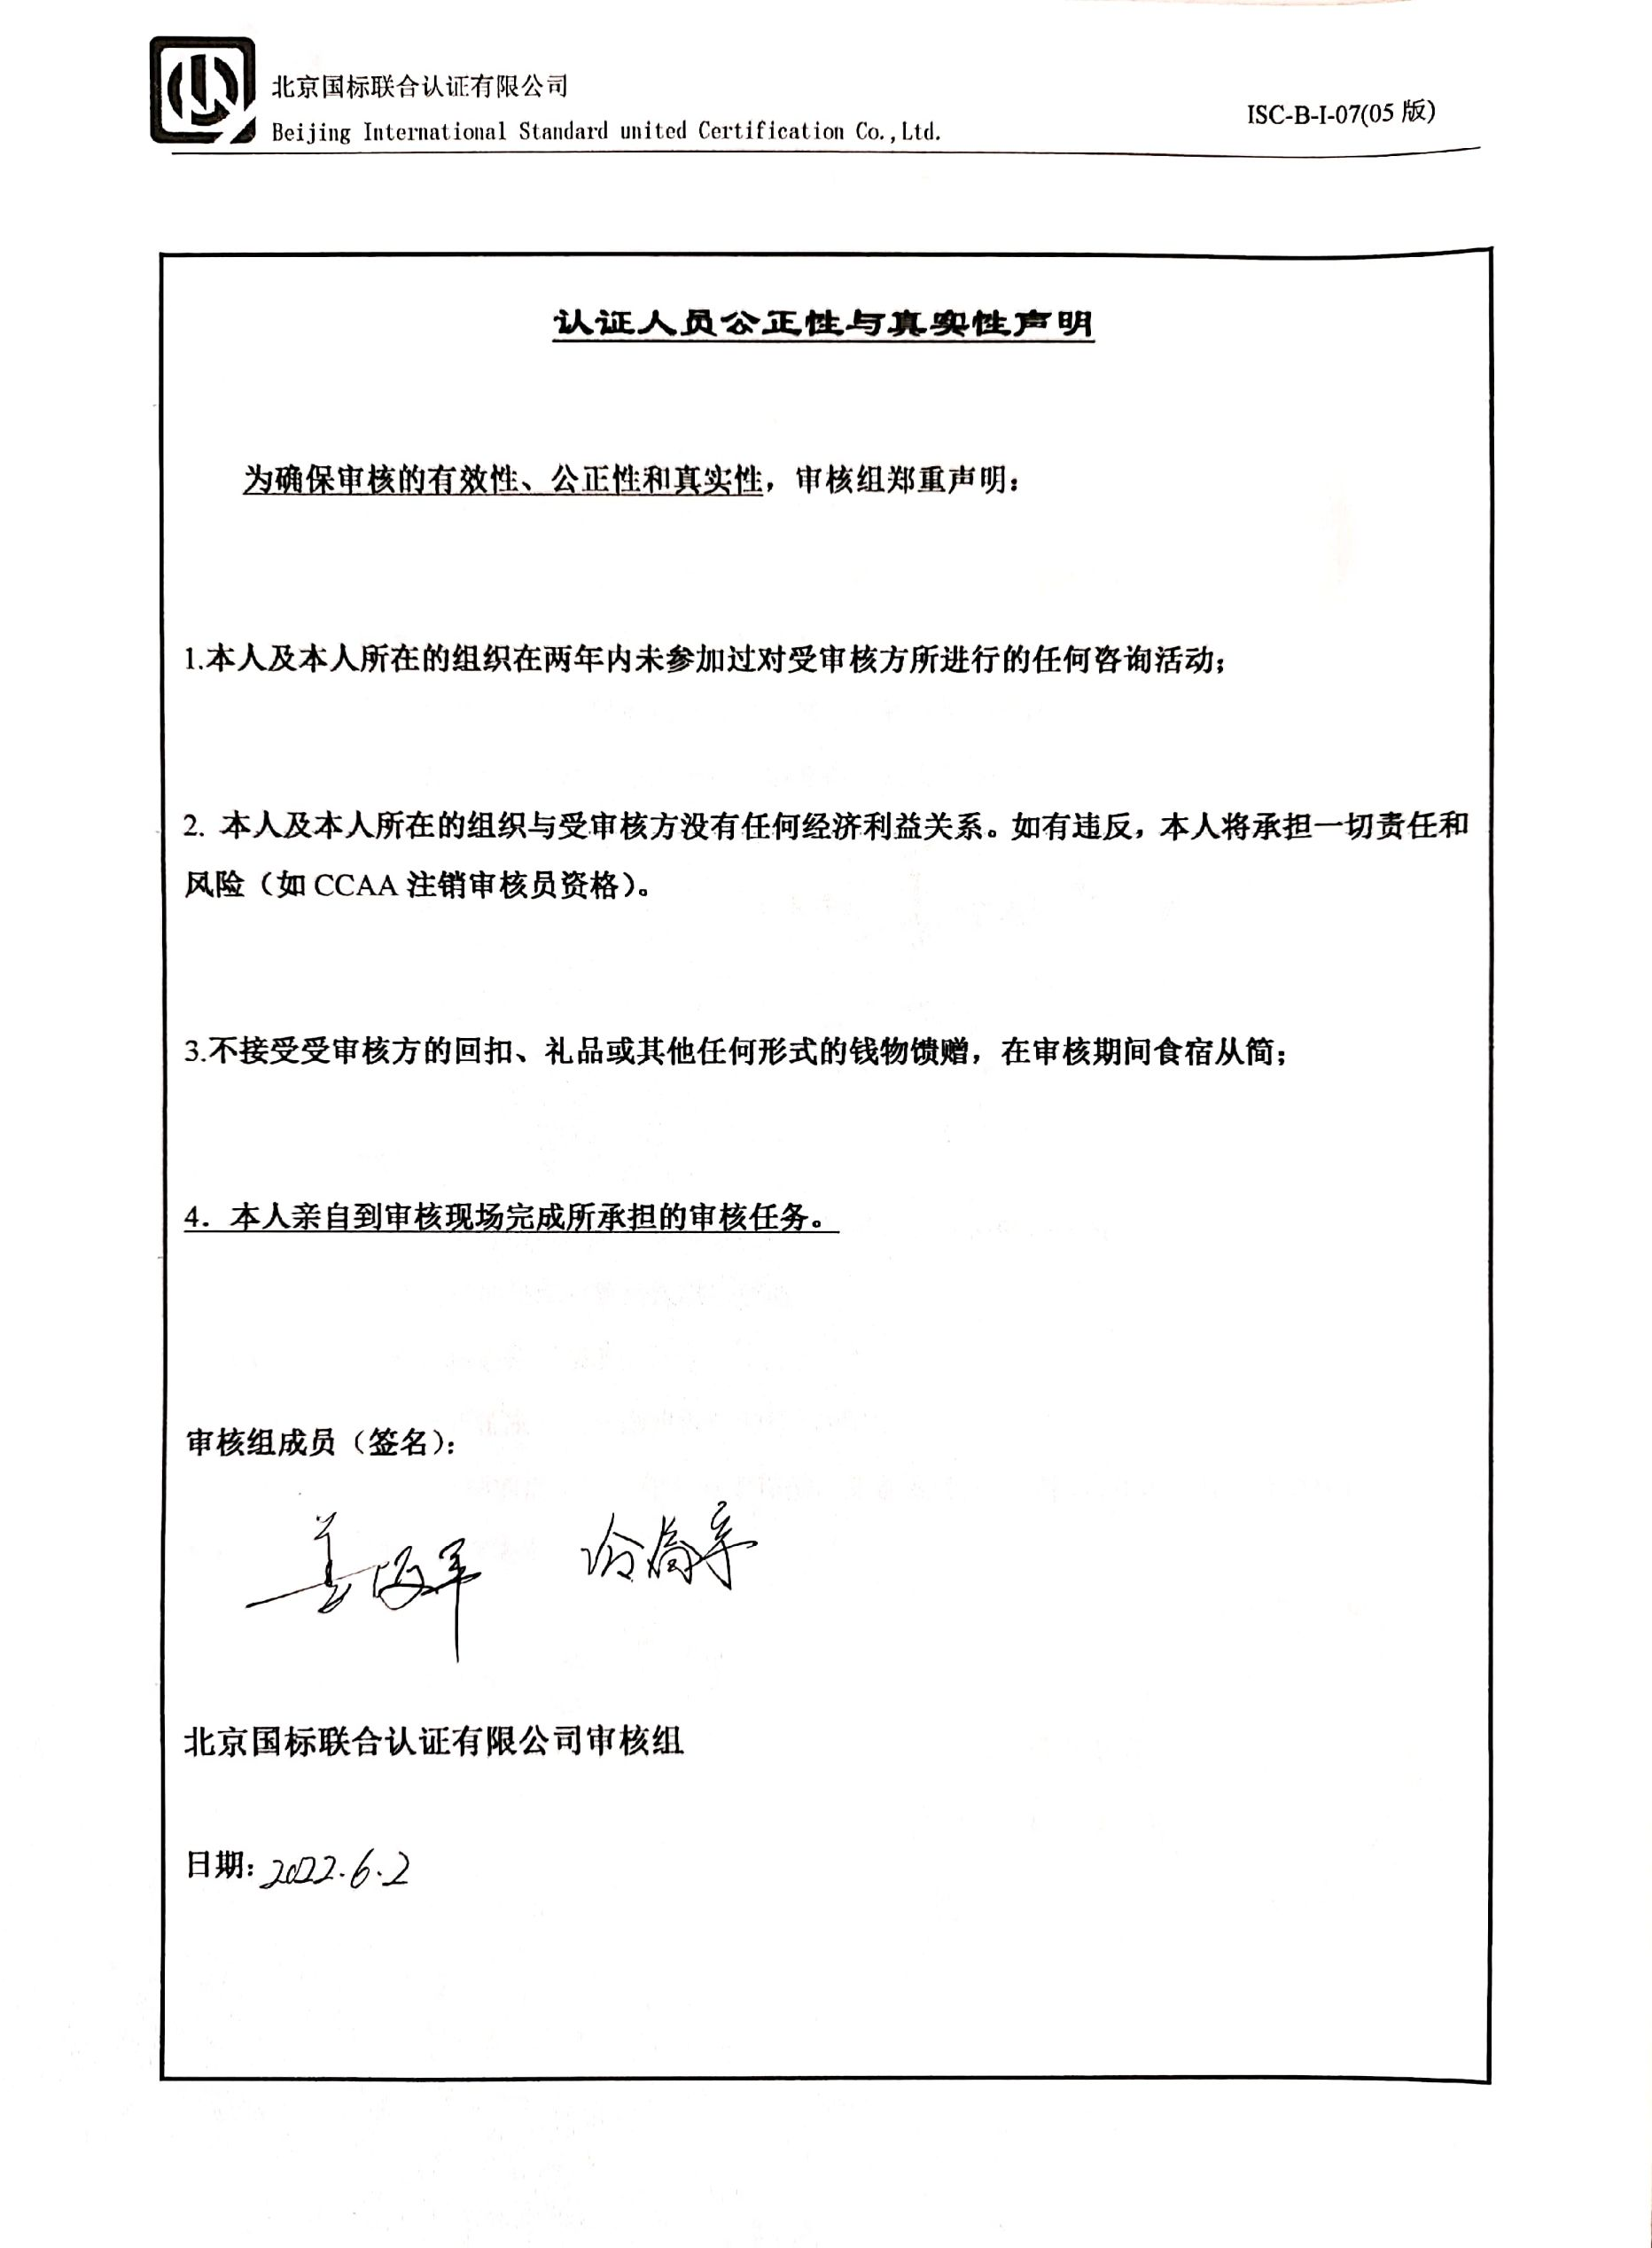 北京国标联合认证有限公司
Beijing International Standard united Certification Co.,Ltd.
ISC-B-I-07(05 版)
认证人员公正性与真实性声明
为确保审核的有效性、公正性和真实性，审核组郑重声明：
1.本人及本人所在的组织在两年内未参加过对受审核方所进行的任何咨询活动；
2. 本人及本人所在的组织与受审核方没有任何经济利益关系。如有违反，本人将承担一切责任和
风险（如 CCAA 注销审核员资格）。
3.不接受受审核方的回扣、礼品或其他任何形式的钱物馈赠，在审核期间食宿从简；
4．本人亲自到审核现场完成所承担的审核任务。
审核组成员（签名）：
姜海军
北京国标联合认证有限公司审核组
日期: 2022.6.2